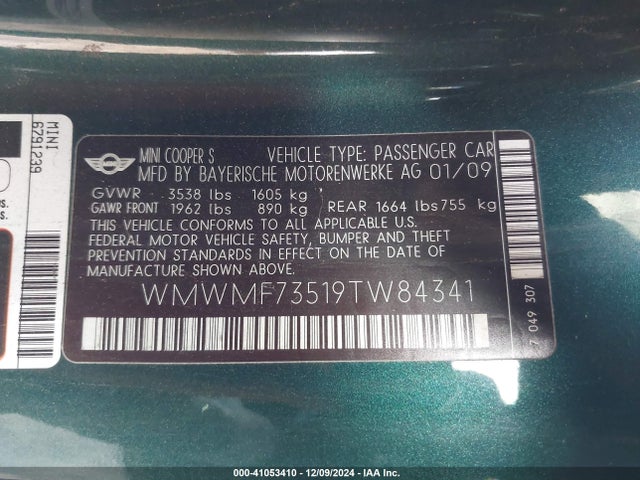 MINI COOPER S VEHICLE TYPE: PASSENGER CAR
MFD BY BAYERISCHE MOTORENWERKE AG 01/09
GVWR 3538 lbs 1605 kg
GAWR FRONT 1962 lbs 890 kg REAR 1664 lbs 755 kg
THIS VEHICLE CONFORMS TO ALL APPLICABLE U.S.
FEDERAL MOTOR VEHICLE SAFETY, BUMPER AND THEFT
PREVENTION STANDARDS IN EFFECT ON THE DATE OF
MANUFACTURE SHOWN ABOVE.
WMWMF73519TW84341
7 049 307
MINI
6791239
s.
s.
000-41053410 • 12/09/2024 • IAA Inc.